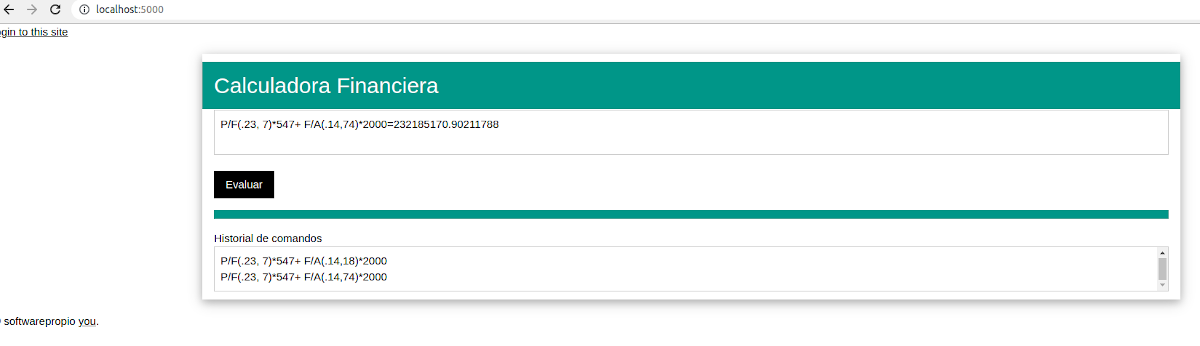 localhost:5000
gin to this site
Calculadora Financiera
P/F(.23, 7)*547+ F/A(.14,74)*2000=232185170.90211788
Evaluar
Historial de comandos
P/F(.23, 7)*547+ F/A(.14,18)*2000
P/F(.23, 7)*547+ F/A(.14,74)*2000
softwarepropio you.